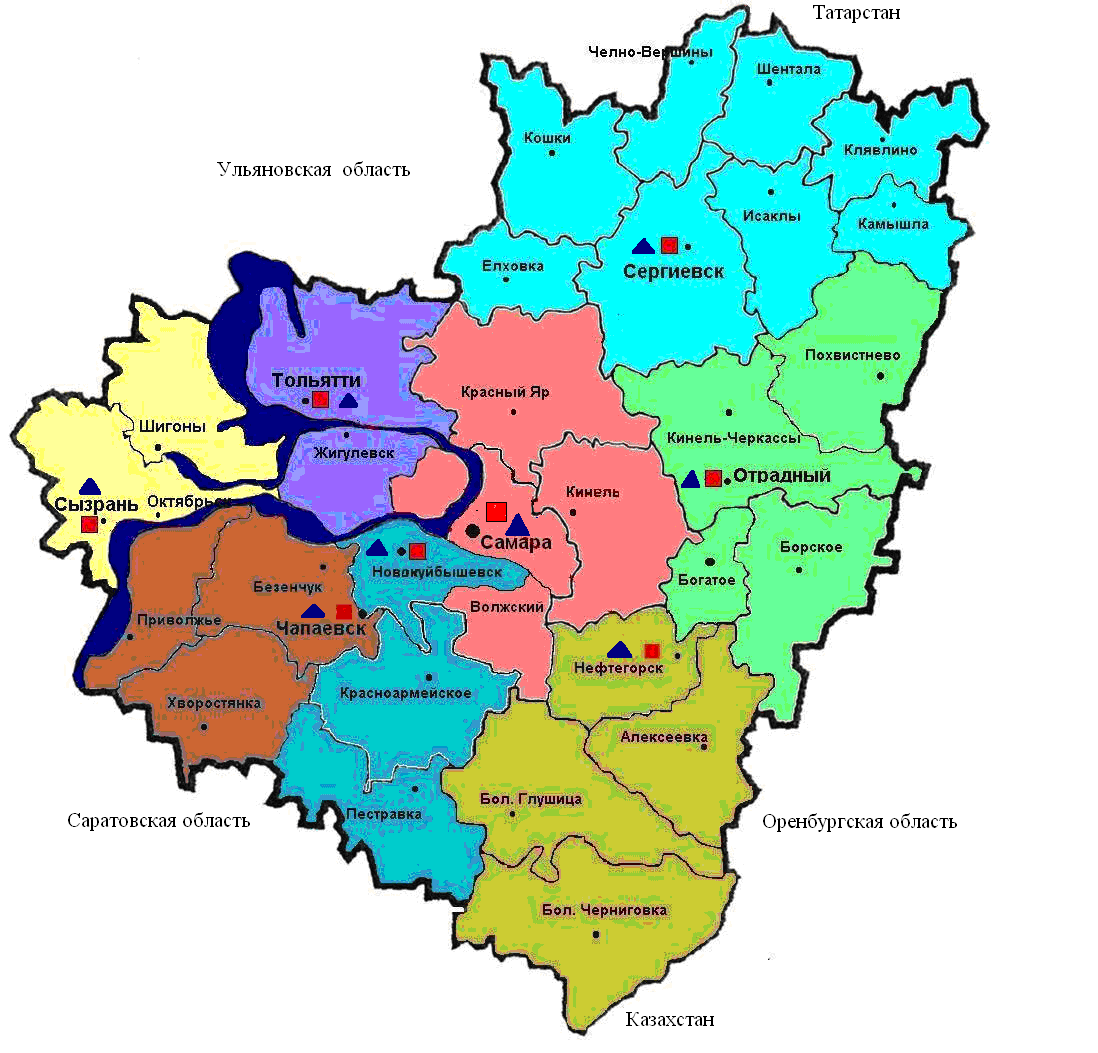 Татарстан
Челно-Вершины
Шентала
Кошки
Клявлино
Ульяновская область
Исаклы
Камышла
Елховка
Сергиевск
Похвистнево
Тольятти
Красный Яр
Шигоны
Кинель-Черкассы
Жигулевск
Отрадный
Кинель
Сызрань
Октябрьск
Самара
Борское
Новокуйбышевск
Богатое
Безенчук
Волжский
Приволжье
Чапаевск
Нефтегорск
Красноармейское
Хворостянка
Алексеевка
Бол. Глушица
Пестравка
Саратовская область
Оренбургская область
Бол. Черниговка
Казахстан